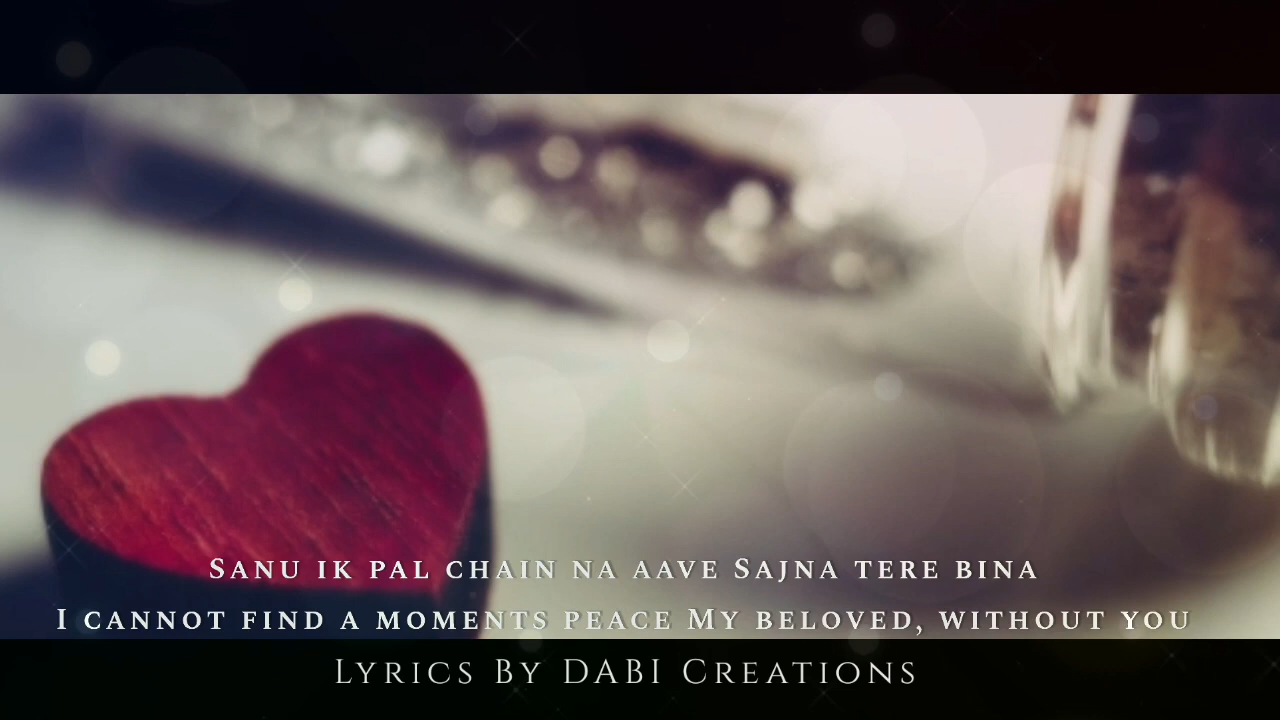 Sanu ik pal chain na aave Sajna tere bina
I cannot find a moments peace My beloved, without you
Lyrics By DABI Creations